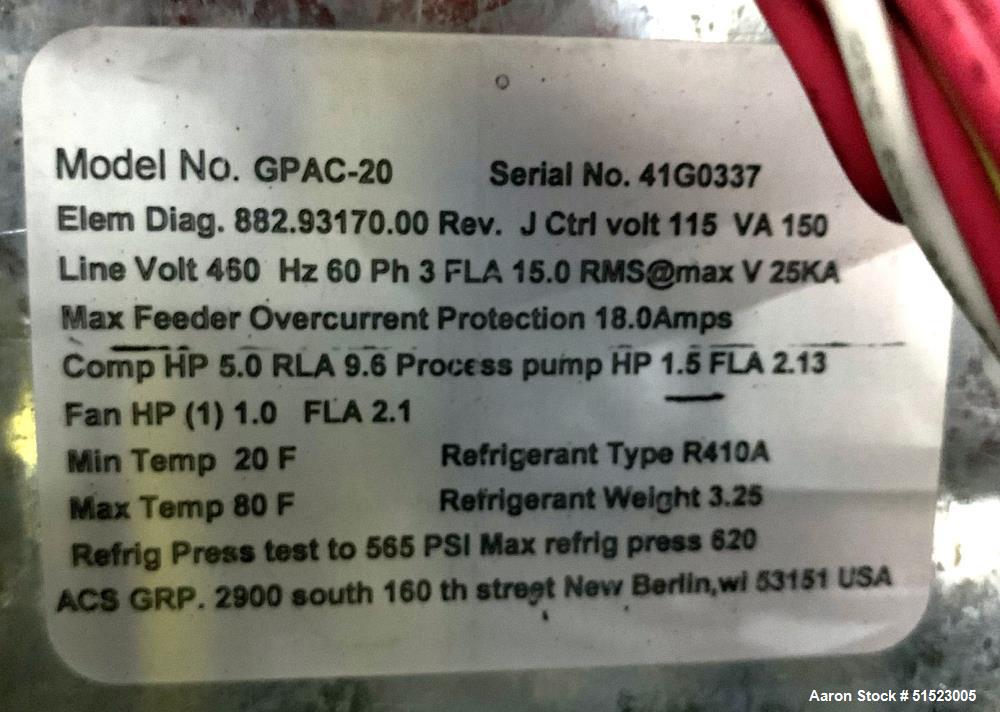 Model No. GPAC-20 Serial No. 41G0337
Elem Diag. 882.93170.00 Rev. J Ctrl volt 115 VA 150
Line Volt 460 Hz 60 Ph 3 FLA 15.0 RMS@max V 25KA
Max Feeder Overcurrent Protection 18.0Amps
Comp HP 5.0 RLA 9.6 Process pump HP 1.5 FLA 2.13
Fan HP (1) 1.0 FLA 2.1
Min Temp 20 F Refrigerant Type R410A
Max Temp 80 F Refrigerant Weight 3.25
Refrig Press test to 565 PSI Max refrig press 620
ACS GRP. 2900 south 160 th street New Berlin,wi 53151 USA
Aaron Stock # 51523005